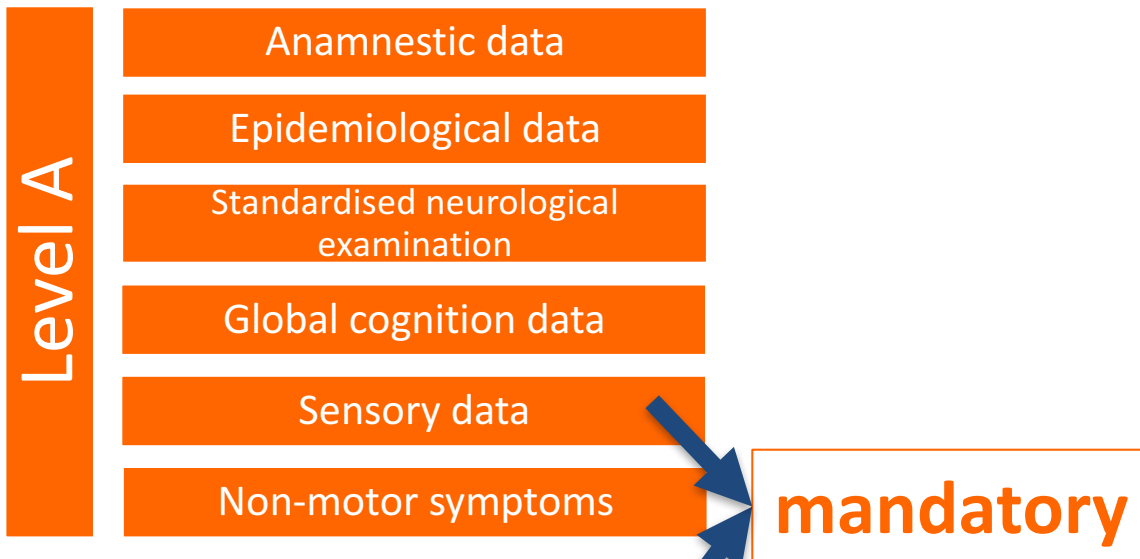 Level A
Anamnestic data
Epidemiological data
Standardised neurological
examination
Global cognition data
Sensory data
Non-motor symptoms
mandatory